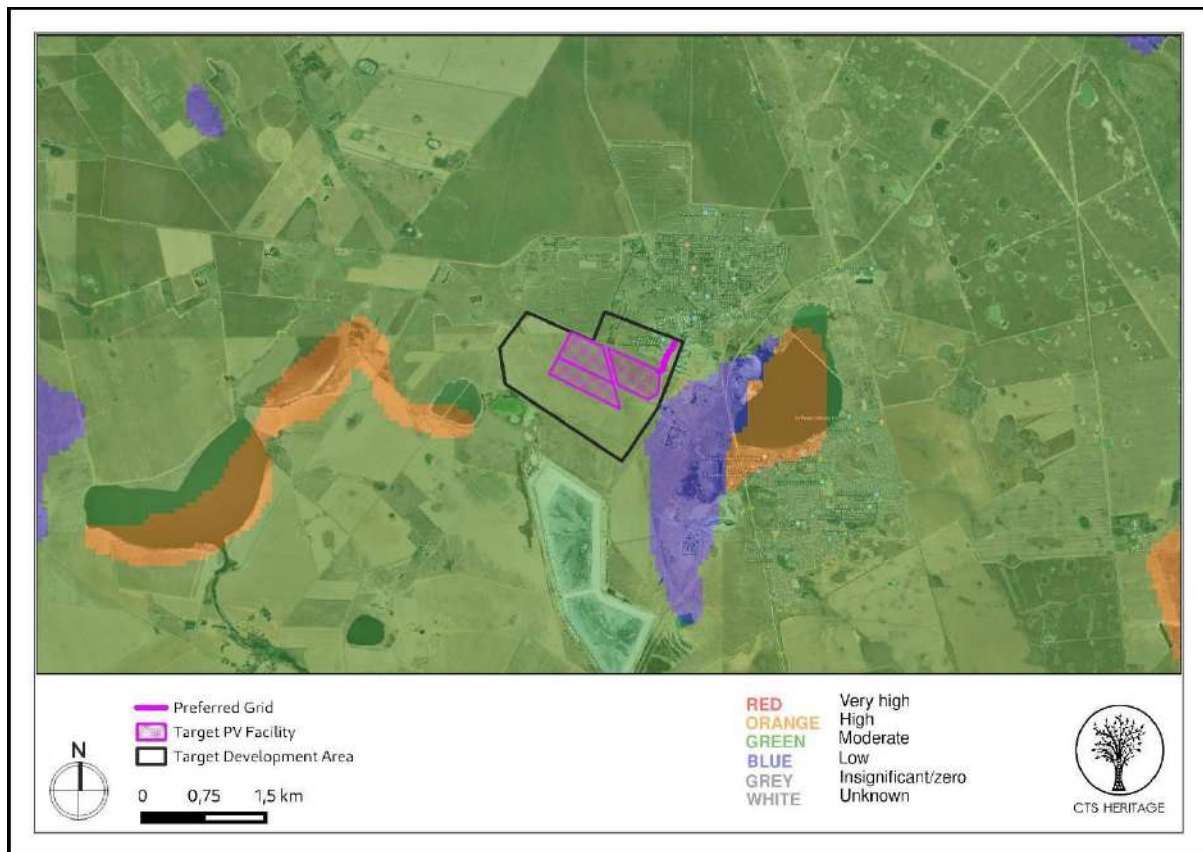 Preferred Grid
Target PV Facility
Target Development Area
N
0 0,75 1,5 km
RED Very high
ORANGE High
GREEN Moderate
BLUE Low
GREY Insignificant/zero
WHITE Unknown
CTS HERITAGE